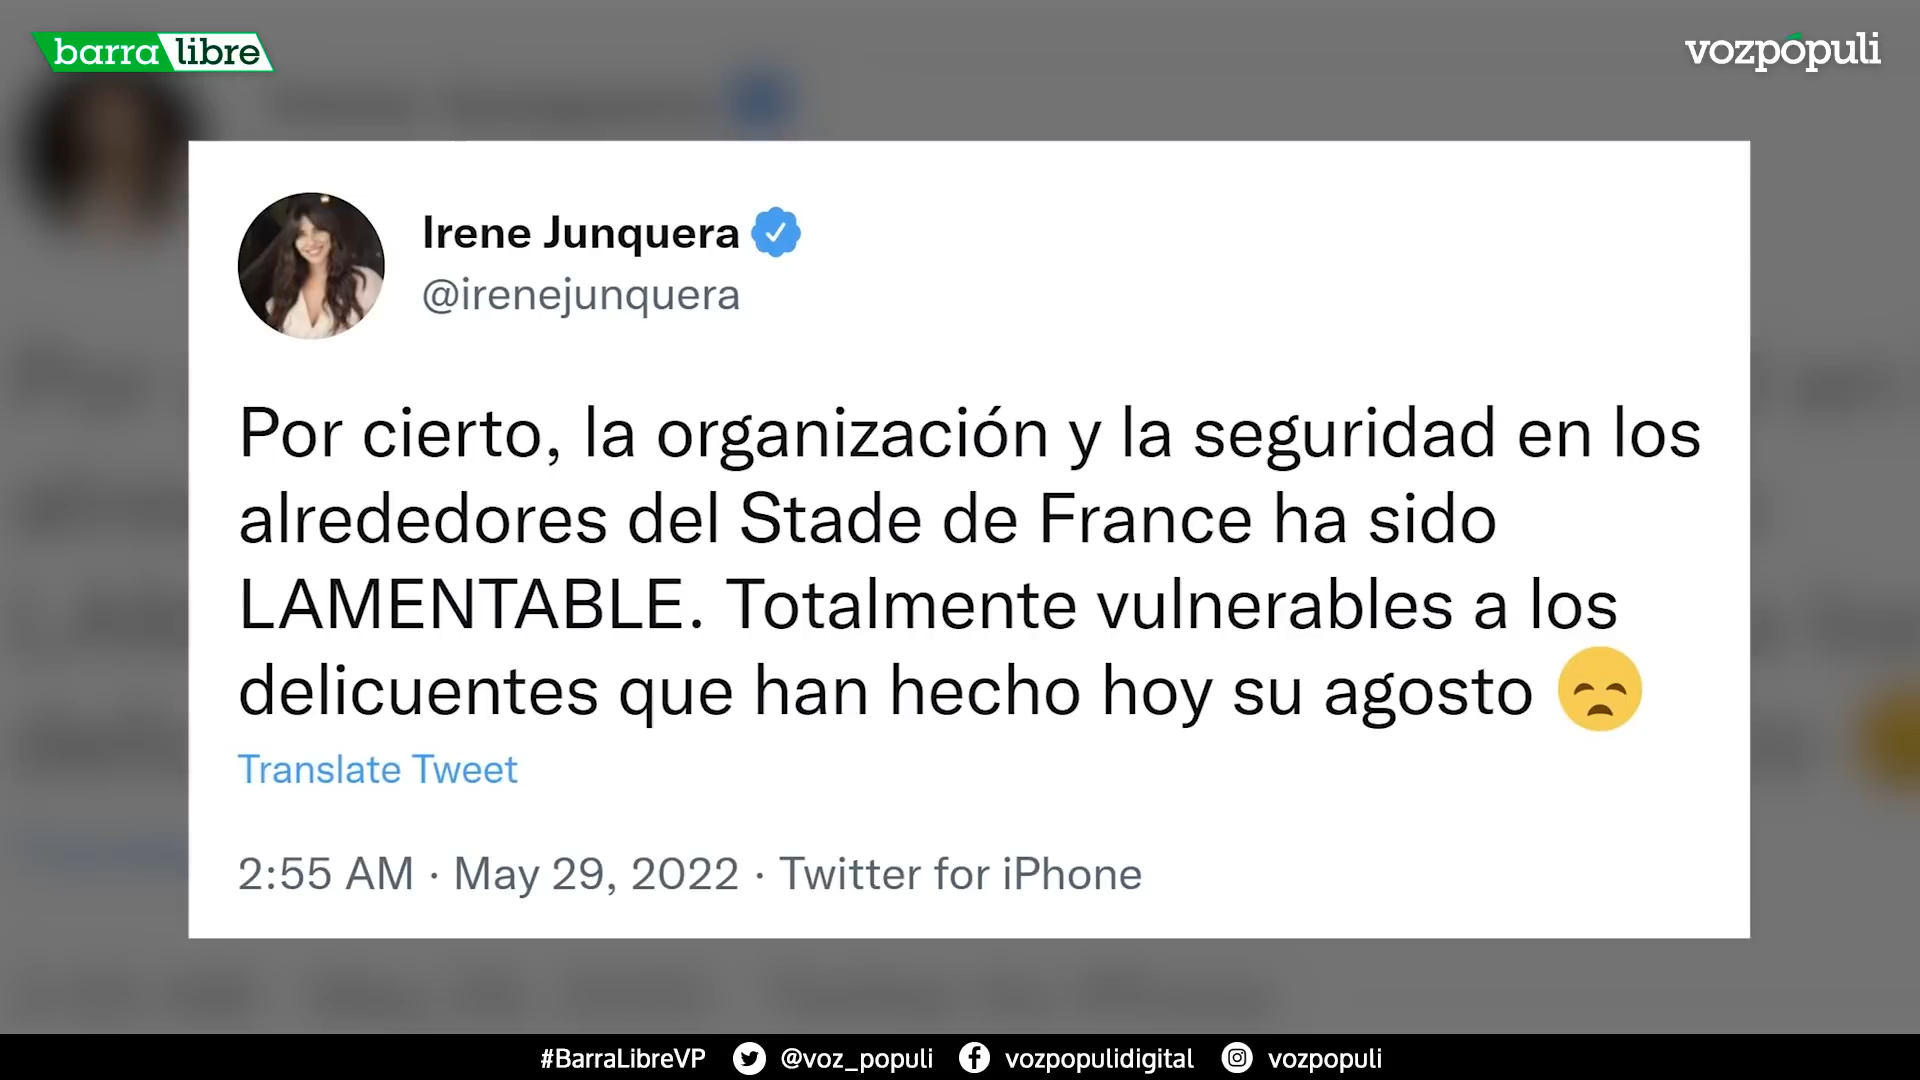 barra libre
vozpópuli
Irene Junquera
@irenejunquera
Por cierto, la organización y la seguridad en los
alrededores del Stade de France ha sido
LAMENTABLE. Totalmente vulnerables a los
delicuentes que han hecho hoy su agosto 😞
Translate Tweet
2:55 AM · May 29, 2022 · Twitter for iPhone
#BarraLibreVP @voz_populi vozpopulidigital vozpopuli